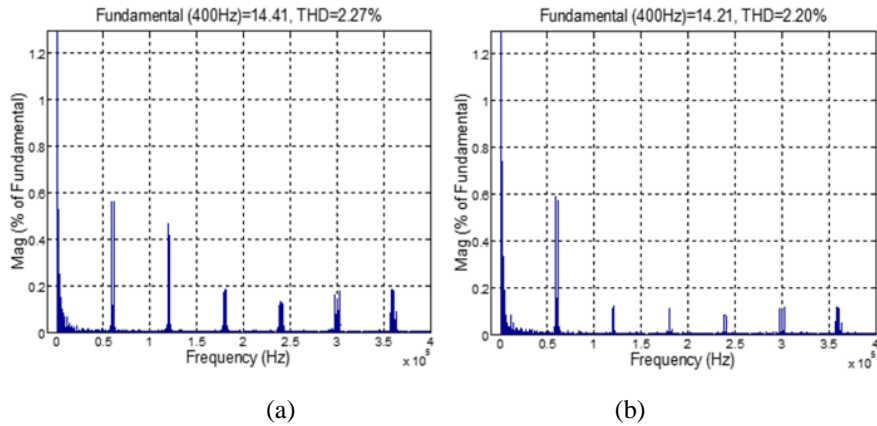 Fundamental (400Hz)=14.41, THD=2.27%
Mag (% of Fundamental)
1.2
1
0.8
0.6
0.4
0.2
0
0 0.5 1 1.5 2 2.5 3 3.5 4
Frequency (Hz)
x 10^5
(a)
Fundamental (400Hz)=14.21, THD=2.20%
Mag (% of Fundamental)
1.2
1
0.8
0.6
0.4
0.2
0
0 0.5 1 1.5 2 2.5 3 3.5 4
Frequency (Hz)
x 10^5
(b)